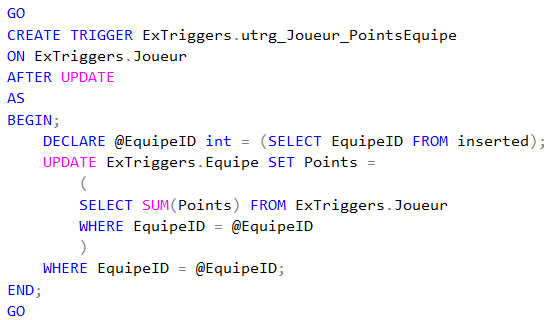 GO
CREATE TRIGGER ExTriggers.utrg_Joueur_PointsEquipe
ON ExTriggers.Joueur
AFTER UPDATE
AS
BEGIN;
    DECLARE @EquipeID int = (SELECT EquipeID FROM inserted);
    UPDATE ExTriggers.Equipe SET Points =
        (
        SELECT SUM(Points) FROM ExTriggers.Joueur
        WHERE EquipeID = @EquipeID
        )
    WHERE EquipeID = @EquipeID;
END;
GO